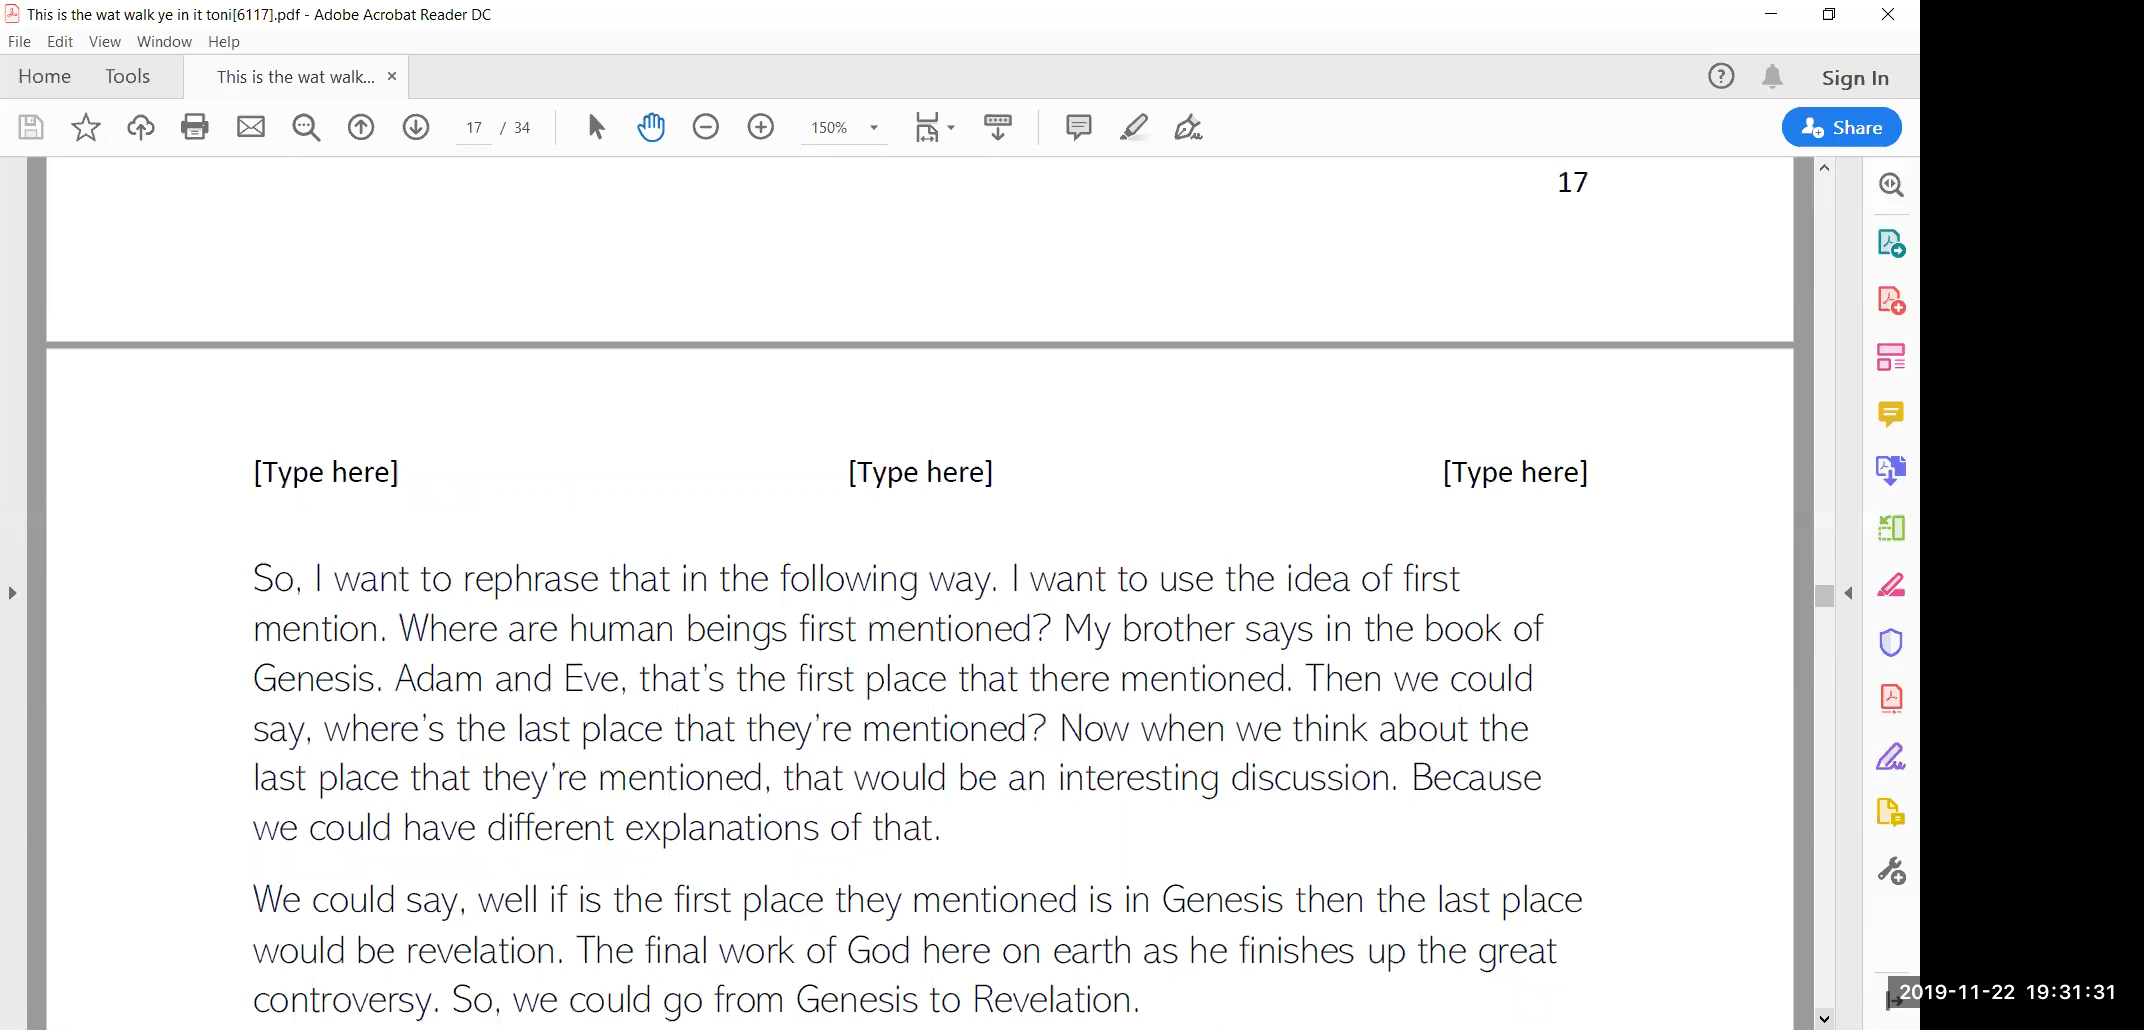 This is the wat walk ye in it toni[6117].pdf - Adobe Acrobat Reader DC
File Edit View Window Help
Home Tools This is the wat walk... × Sign In
17 / 34 150% Share
17
[Type here] [Type here] [Type here]
So, I want to rephrase that in the following way. I want to use the idea of first
mention. Where are human beings first mentioned? My brother says in the book of
Genesis. Adam and Eve, that's the first place that there mentioned. Then we could
say, where's the last place that they're mentioned? Now when we think about the
last place that they're mentioned, that would be an interesting discussion. Because
we could have different explanations of that.
We could say, well if is the first place they mentioned is in Genesis then the last place
would be revelation. The final work of God here on earth as he finishes up the great
controversy. So, we could go from Genesis to Revelation.
2019-11-22 19:31:31